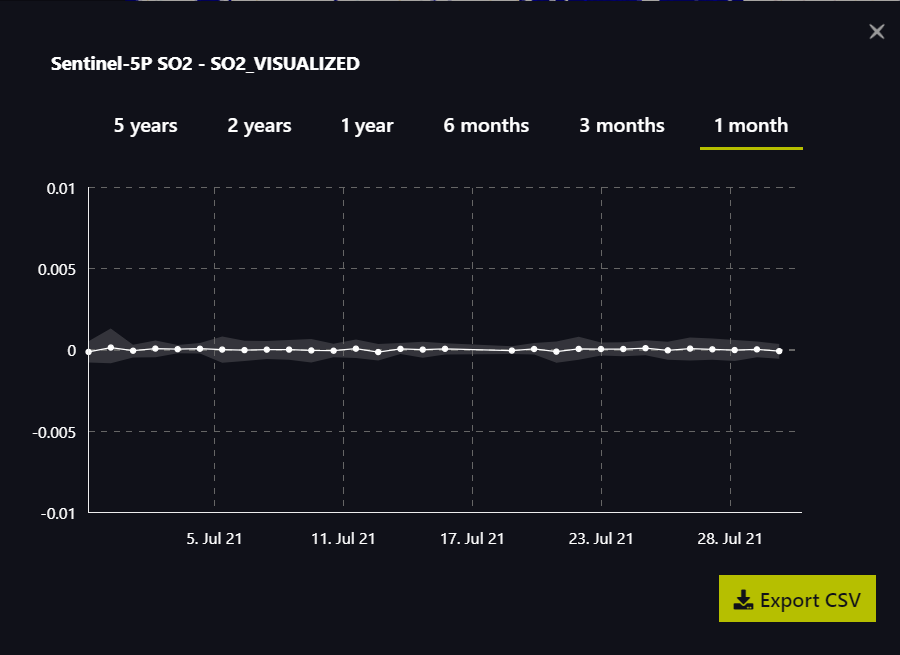 Sentinel-5P SO2 - SO2_VISUALIZED
5 years 2 years 1 year 6 months 3 months 1 month
0.01
0.005
0
-0.005
-0.01
5. Jul 21 11. Jul 21 17. Jul 21 23. Jul 21 28. Jul 21
Export CSV